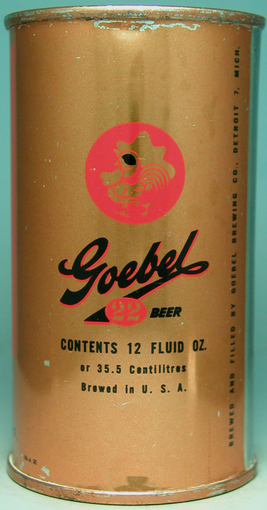 Goebel
22 BEER
CONTENTS 12 FLUID OZ.
or 35.5 Centilitres
Brewed in U. S. A.
BREWED AND FILLED BY GOEBEL BREWING CO., DETROIT 7, MICH.